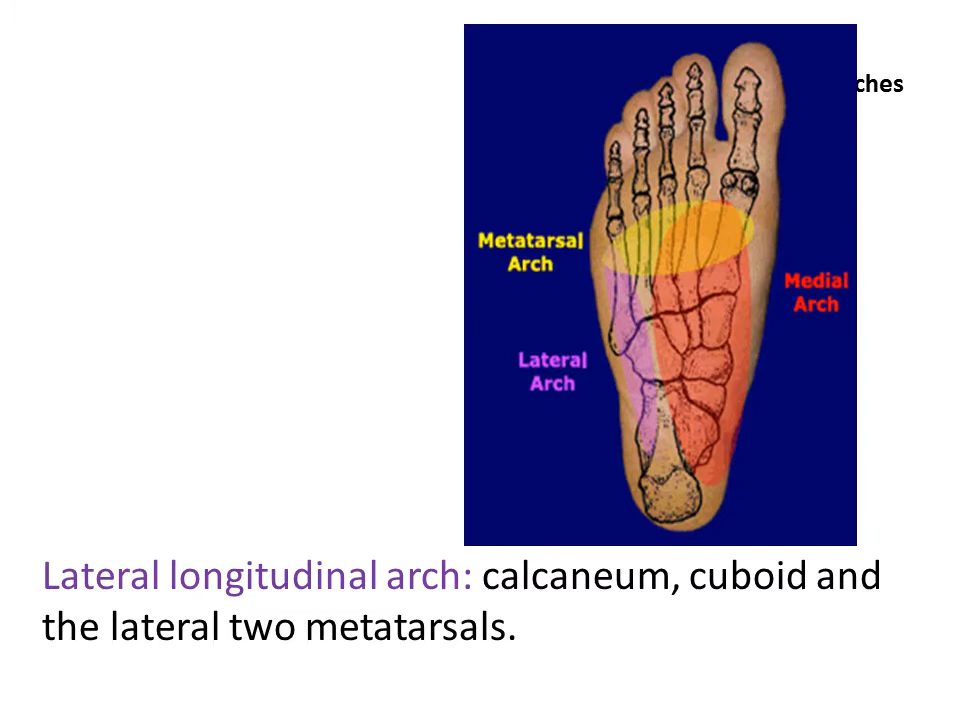 Metatarsal
Arch
Medial
Arch
Lateral
Arch
Lateral longitudinal arch: calcaneum, cuboid and
the lateral two metatarsals.